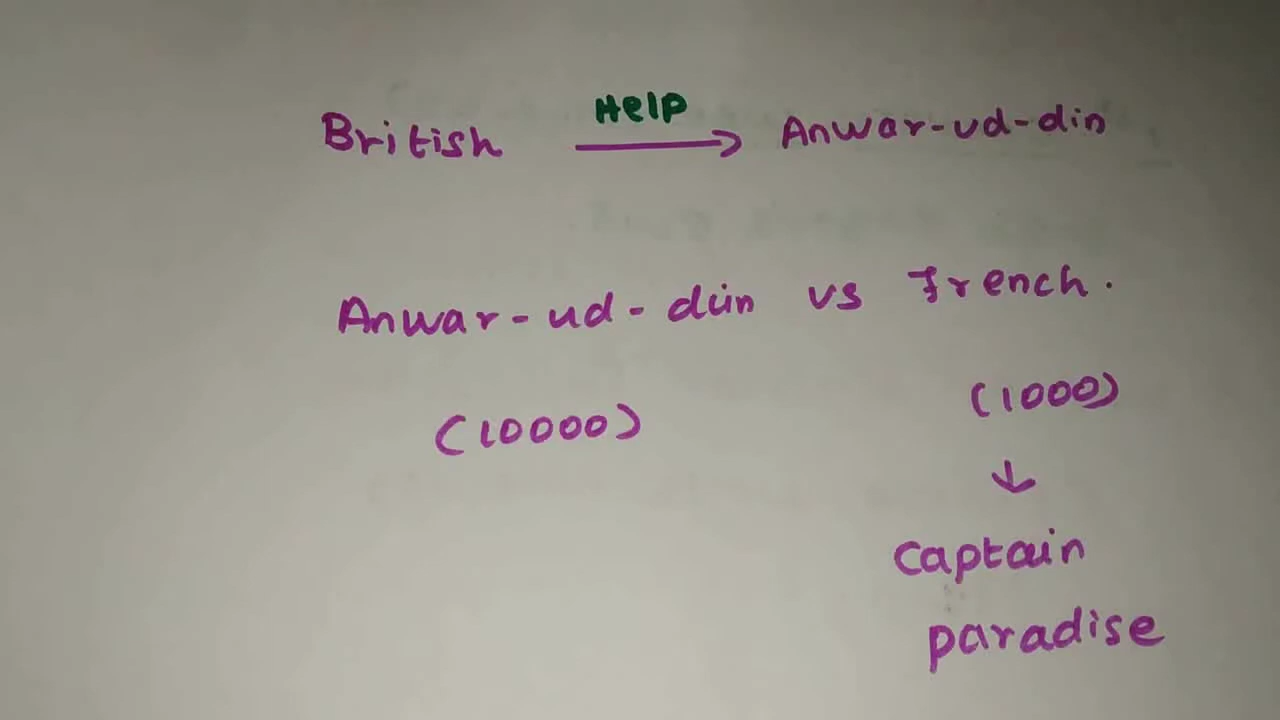 Help
British → Anwar-ud-din
Anwar-ud-din vs French.
(10000) (1000)
↓
captain
paradise